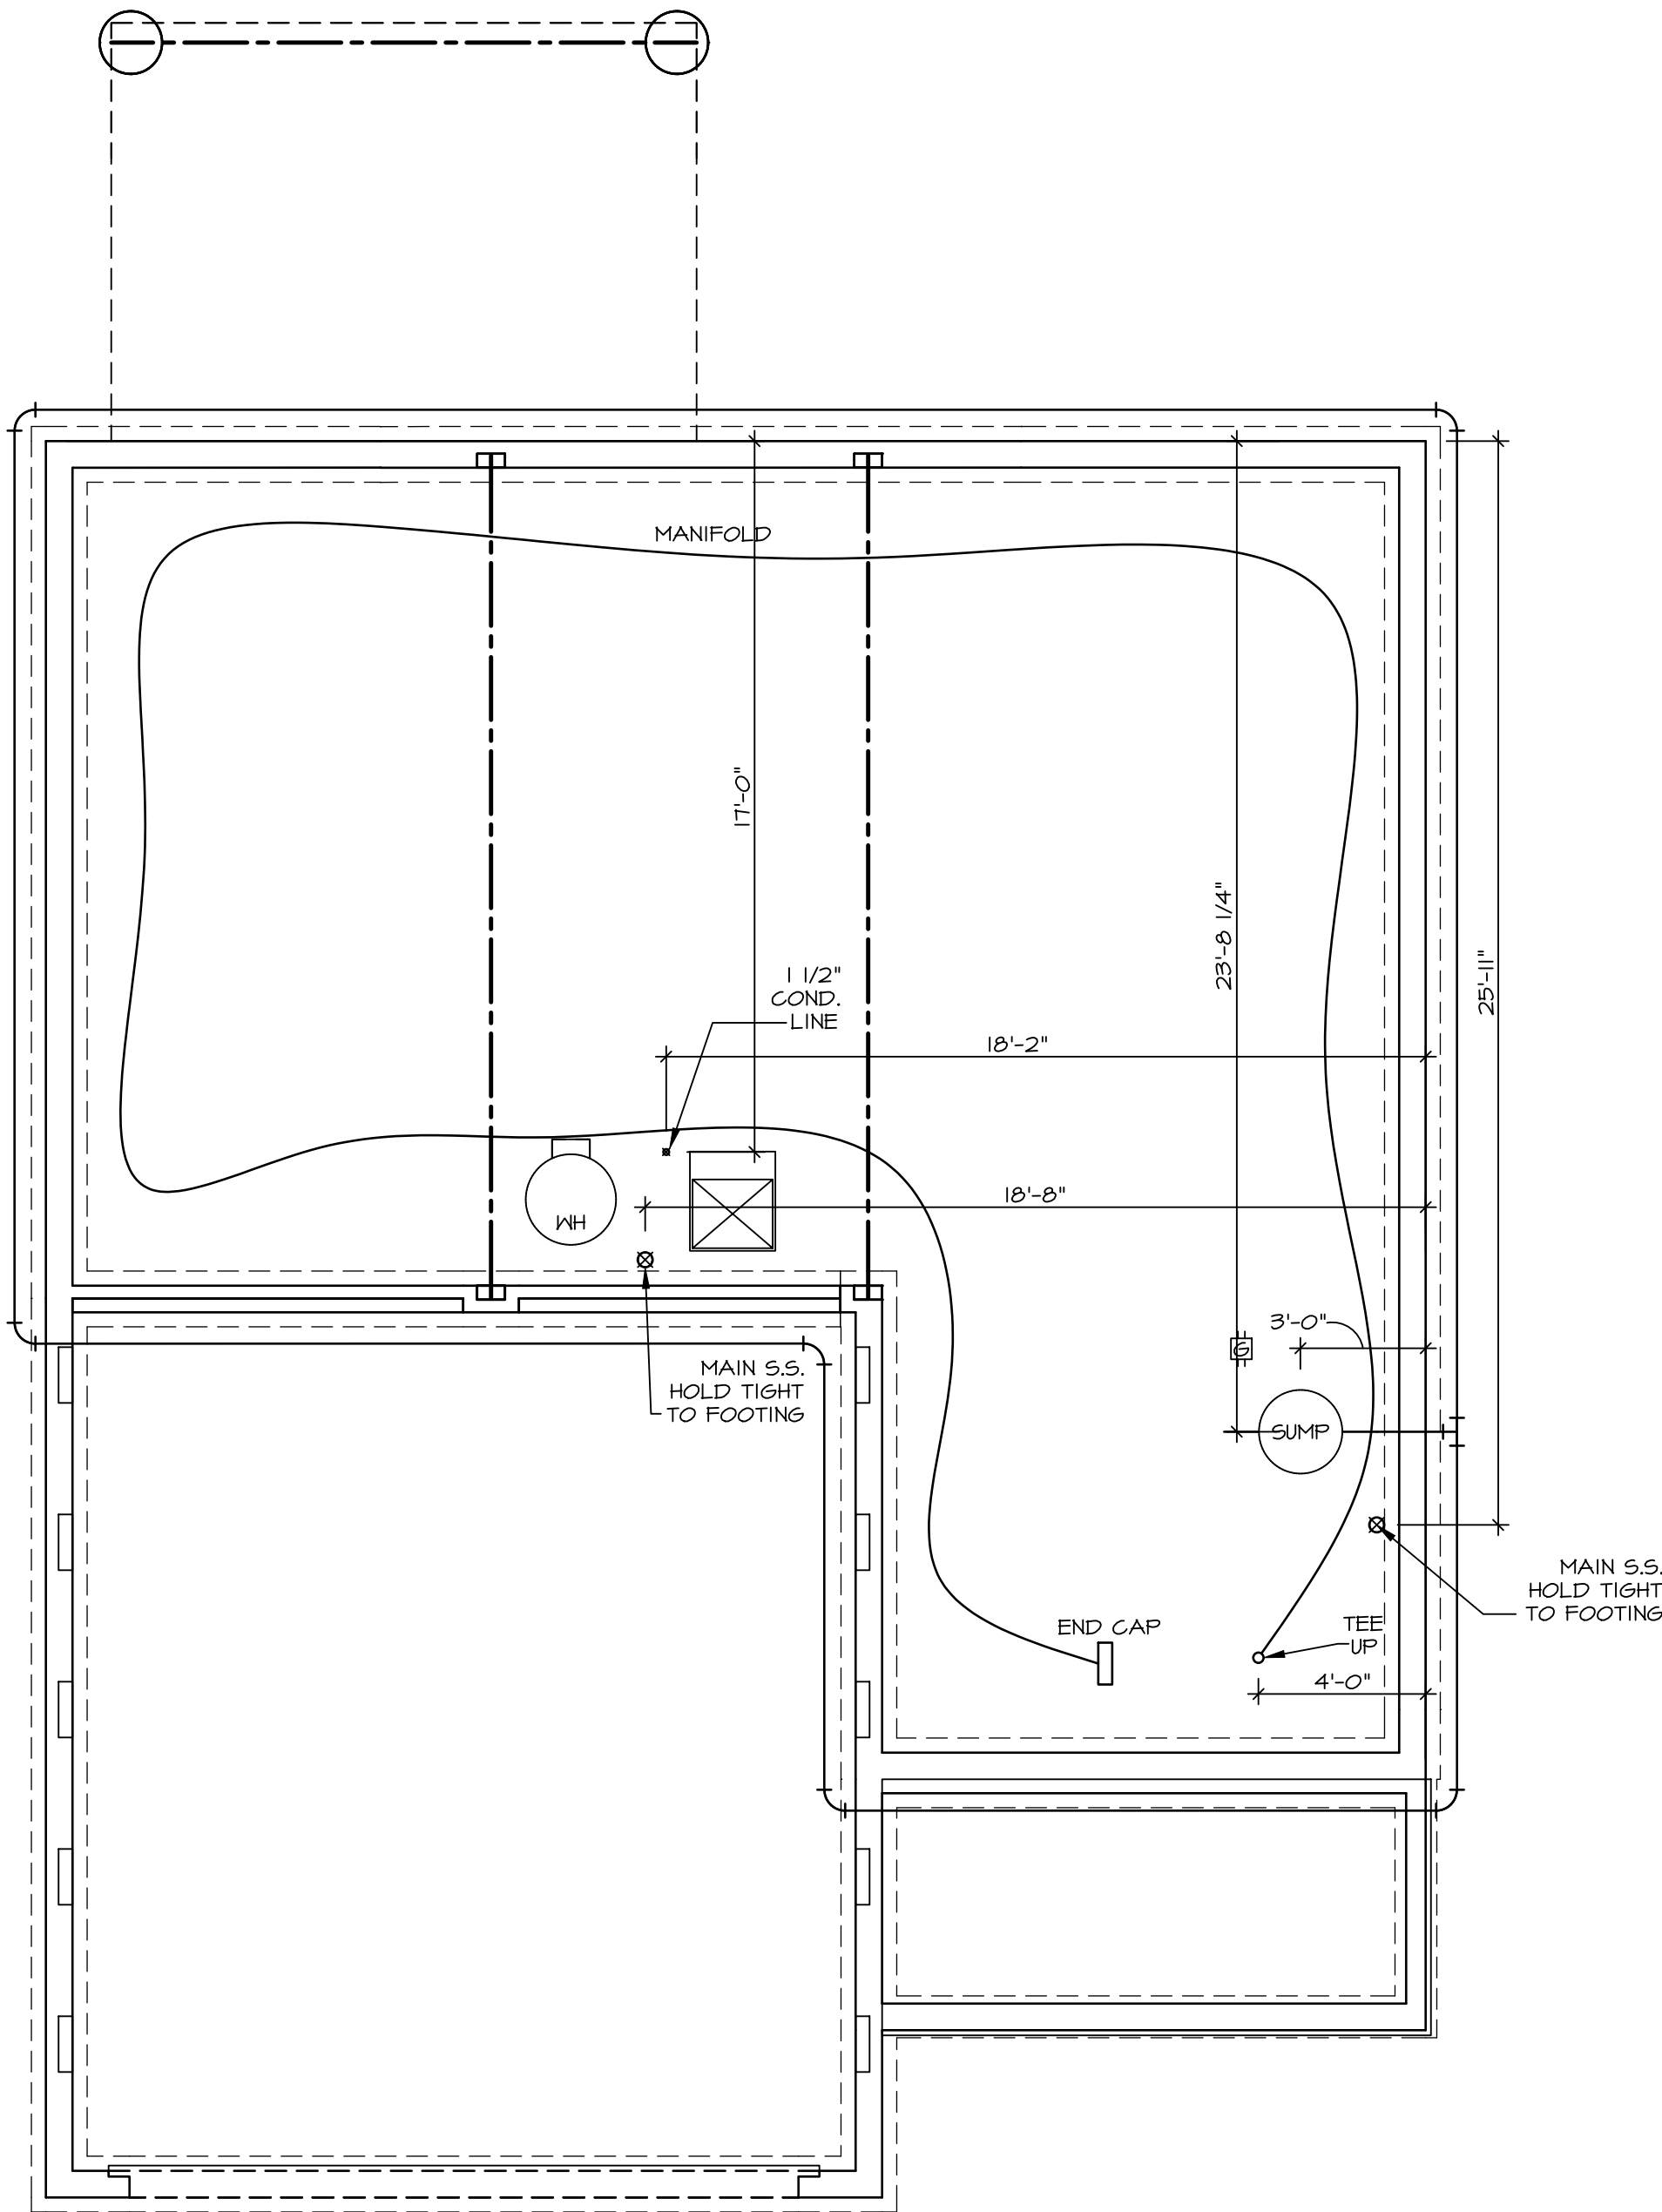 MANIFOLD
17'-0"
23'-8 1/4"
25'-11"
1 1/2"
COND.
LINE
18'-2"
18'-8"
WH
3'-0"
G
MAIN S.S.
HOLD TIGHT
TO FOOTING
SUMP
MAIN S.S.
HOLD TIGHT
TO FOOTING
END CAP
TEE
UP
4'-0"